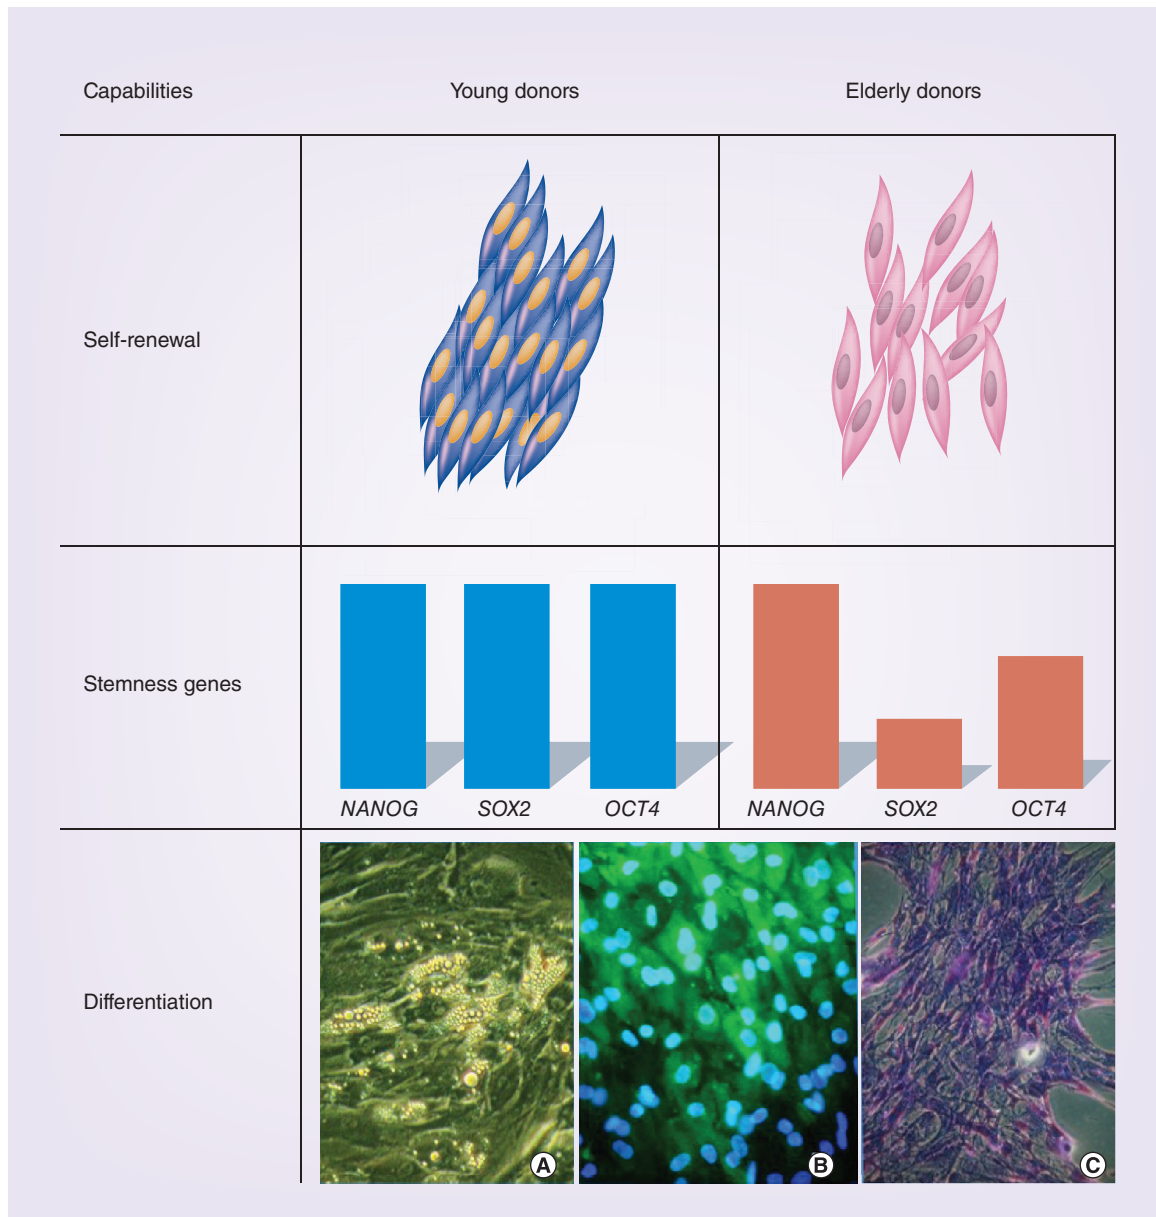 Capabilities
Young donors
Elderly donors
Self-renewal
Stemness genes
NANOG
SOX2
OCT4
NANOG
SOX2
OCT4
Differentiation
A
B
C